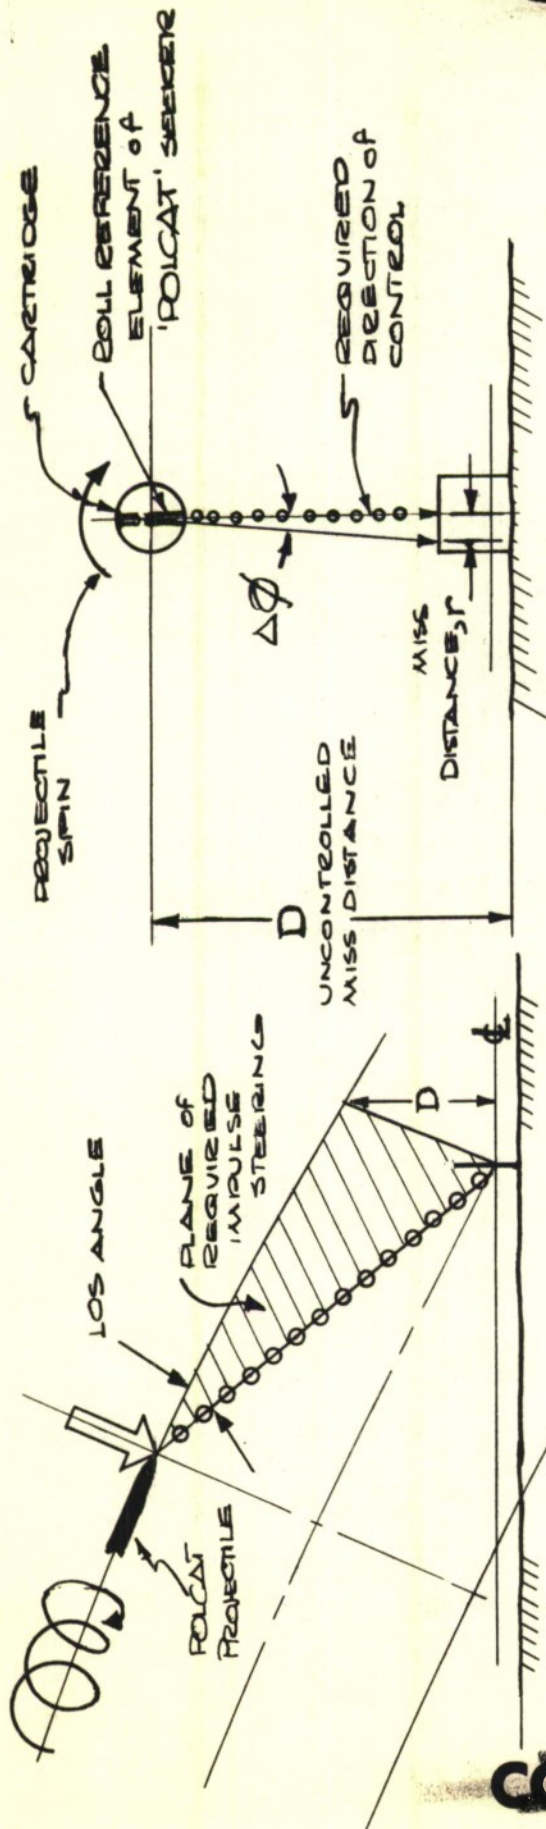 LOS ANGLE
PLANE of
REQUIRED
IMPULSE
STEERING
POLCAT
PROJECTILE
D
℄
PROJECTILE
SPIN
CARTRIDGE
ROLL REFERENCE
ELEMENT of
'POLCAT' SEEKER
D
UNCONTROLLED
MISS DISTANCE
Δϕ
REQUIRED
DIRECTION of
CONTROL
MISS
DISTANCE, r
CO